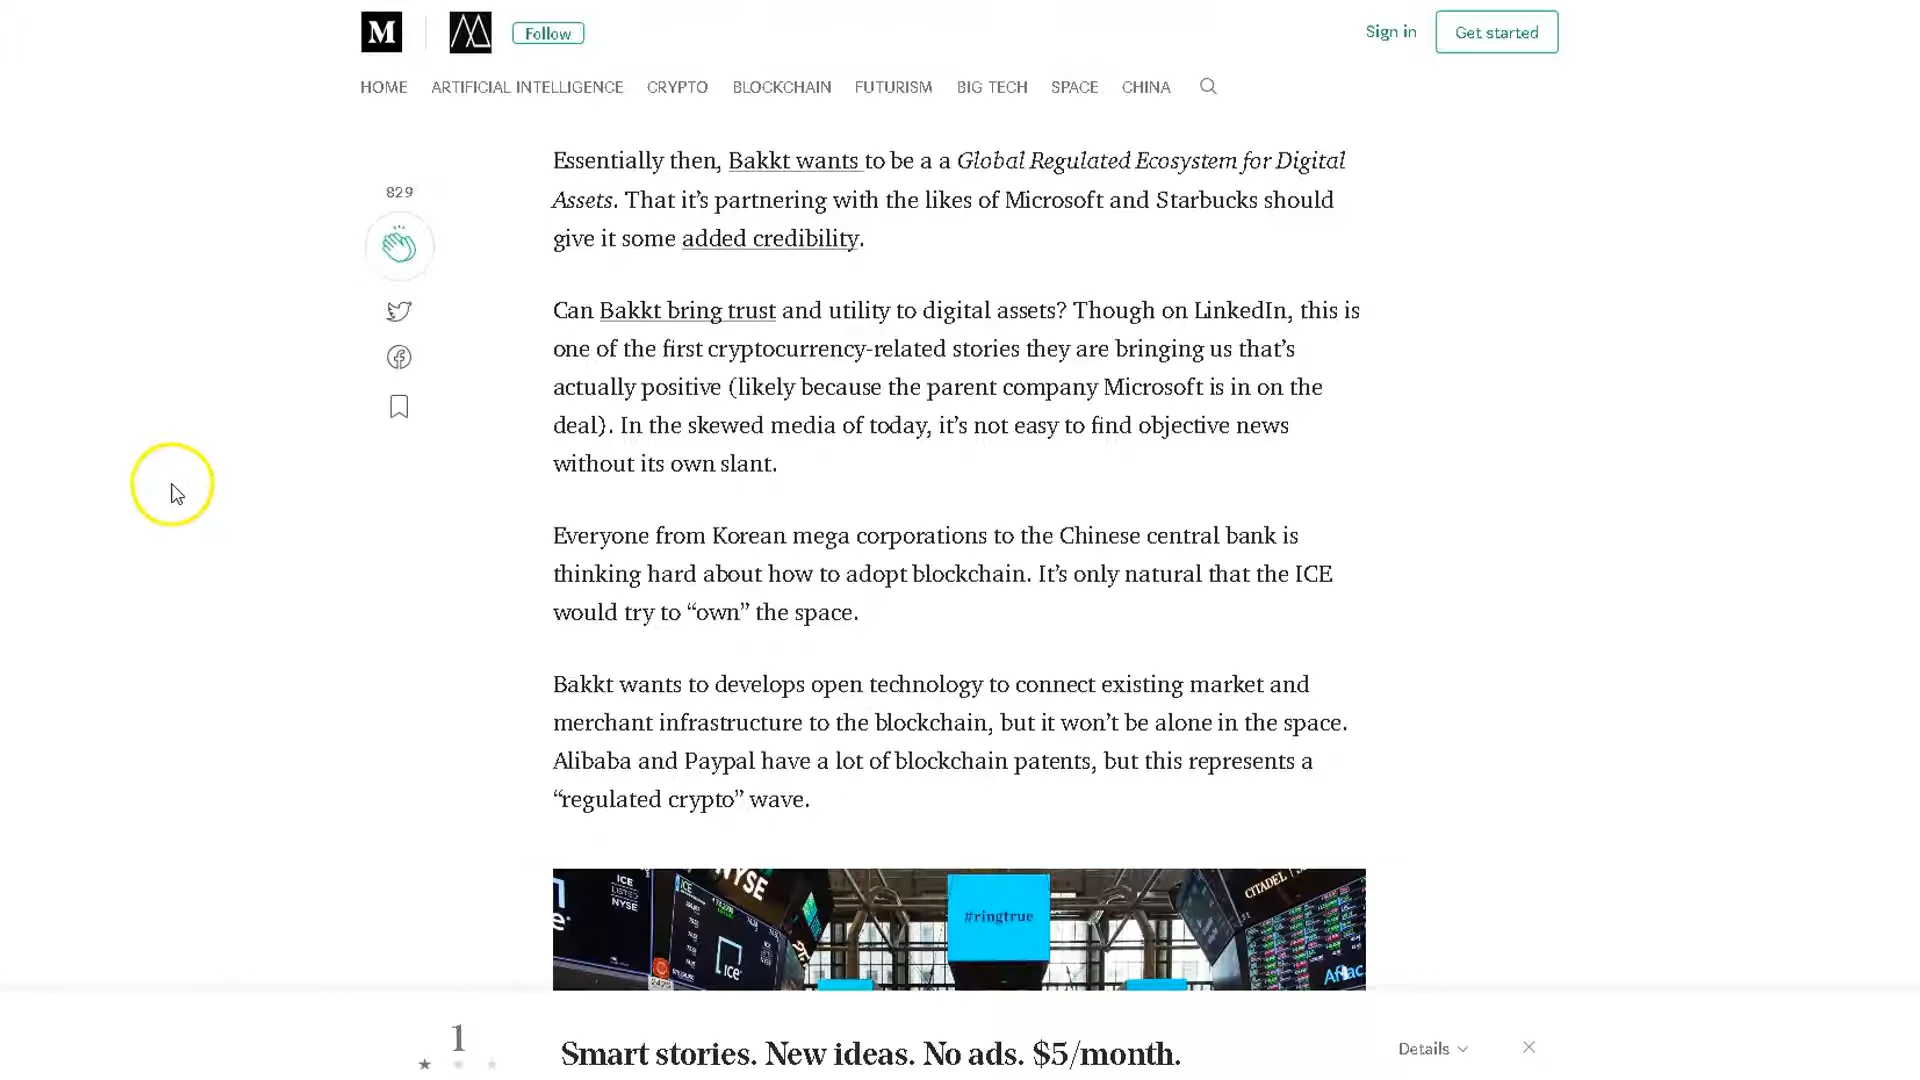 M
Follow
Sign in
Get started
HOME ARTIFICIAL INTELLIGENCE CRYPTO BLOCKCHAIN FUTURISM BIG TECH SPACE CHINA
829
Essentially then, Bakkt wants to be a a Global Regulated Ecosystem for Digital
Assets. That it’s partnering with the likes of Microsoft and Starbucks should
give it some added credibility.
Can Bakkt bring trust and utility to digital assets? Though on LinkedIn, this is
one of the first cryptocurrency-related stories they are bringing us that’s
actually positive (likely because the parent company Microsoft is in on the
deal}. In the skewed media of today, it’s not easy to find objective news
without its own slant.
Everyone from Korean mega corporations to the Chinese central bank is
thinking hard about how to adopt blockchain. It’s only natural that the ICE
would try to “own” the space.
Bakkt wants to develops open technology to connect existing market and
merchant infrastructure to the blockchain, but it won’t be alone in the space.
Alibaba and Paypal have a lot of blockchain patents, but this represents a
“regulated crypto” wave.
ICE
LISTED
NYSE
NYSE
ICE
ice
#ringtrue
CITADEL
Aflac
1
Smart stories. New ideas. No ads. $5/month.
Details